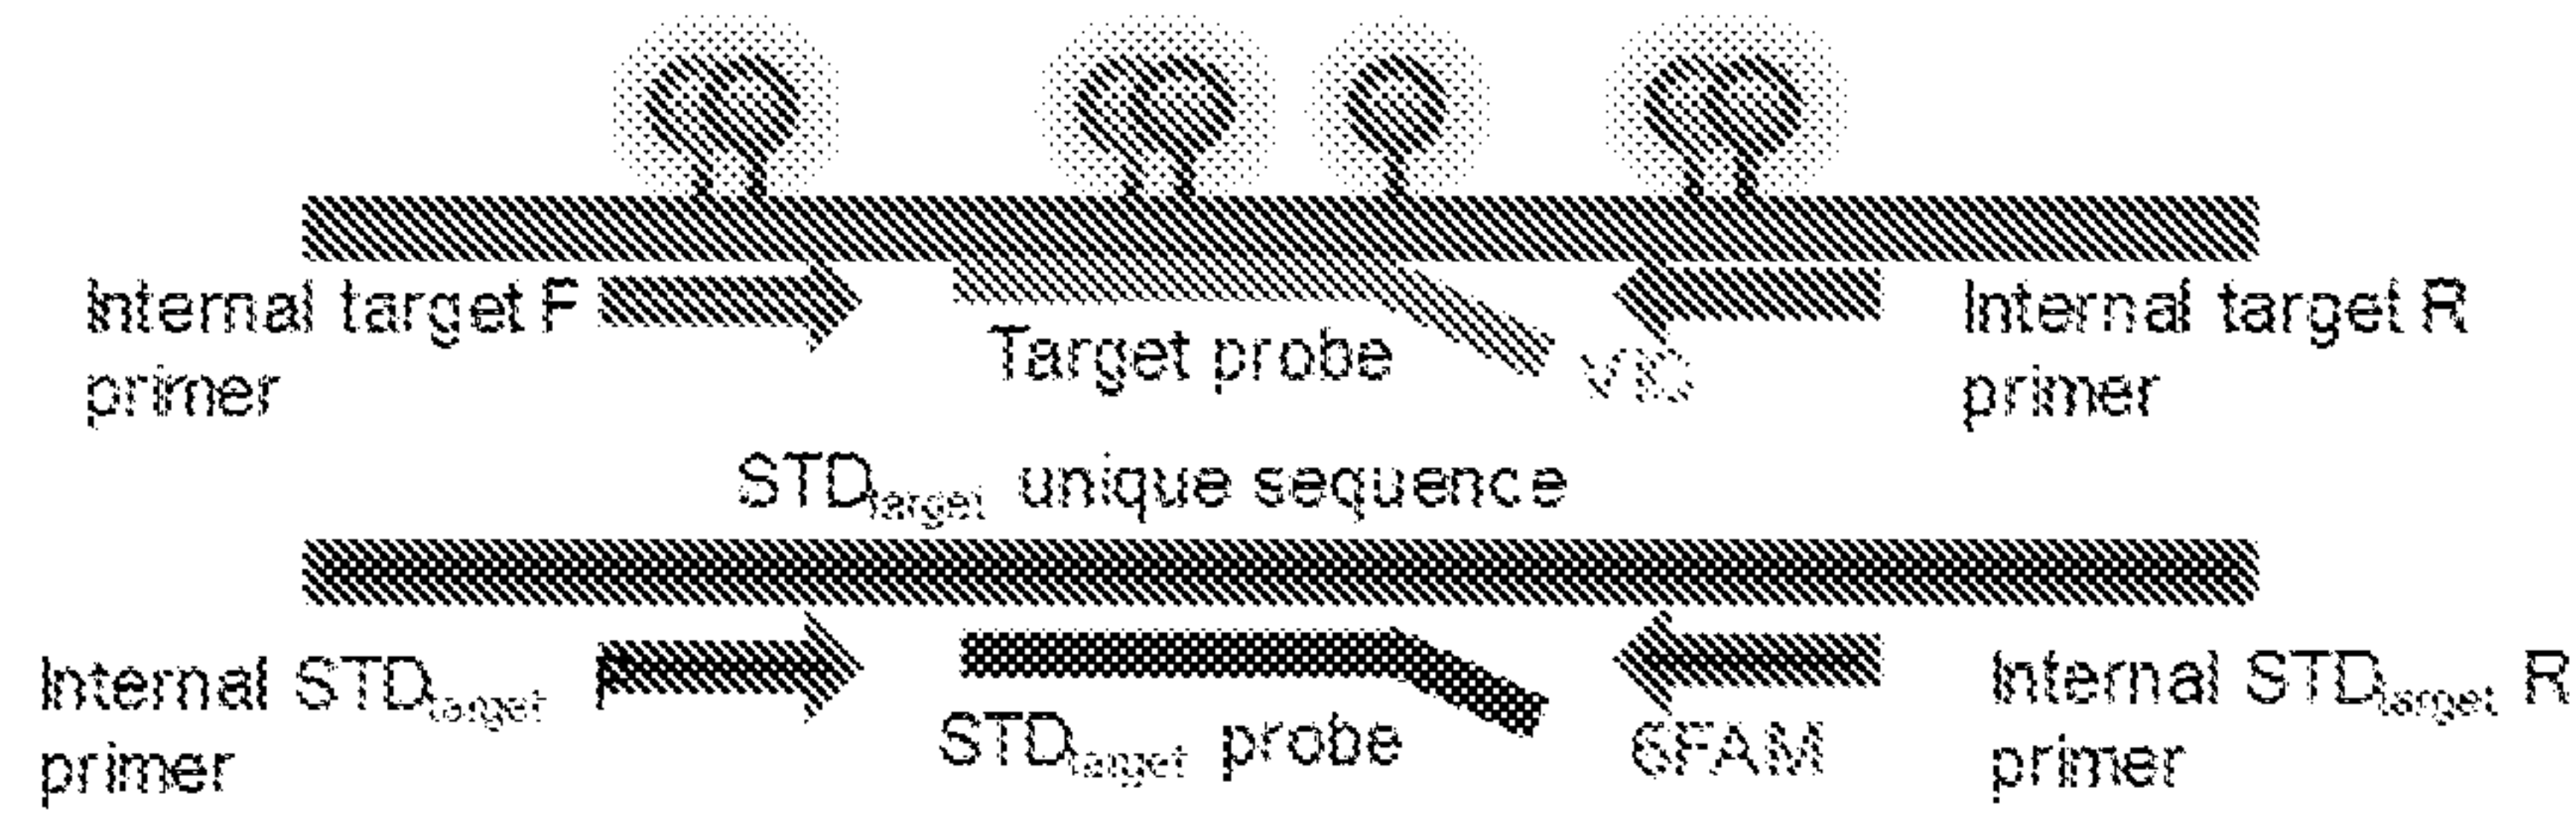 Internal target F
primer
Target probe
VIC
Internal target R
primer
STDtarget unique sequence
Internal STDtarget F
primer
STDtarget probe
6FAM
Internal STDtarget R
primer